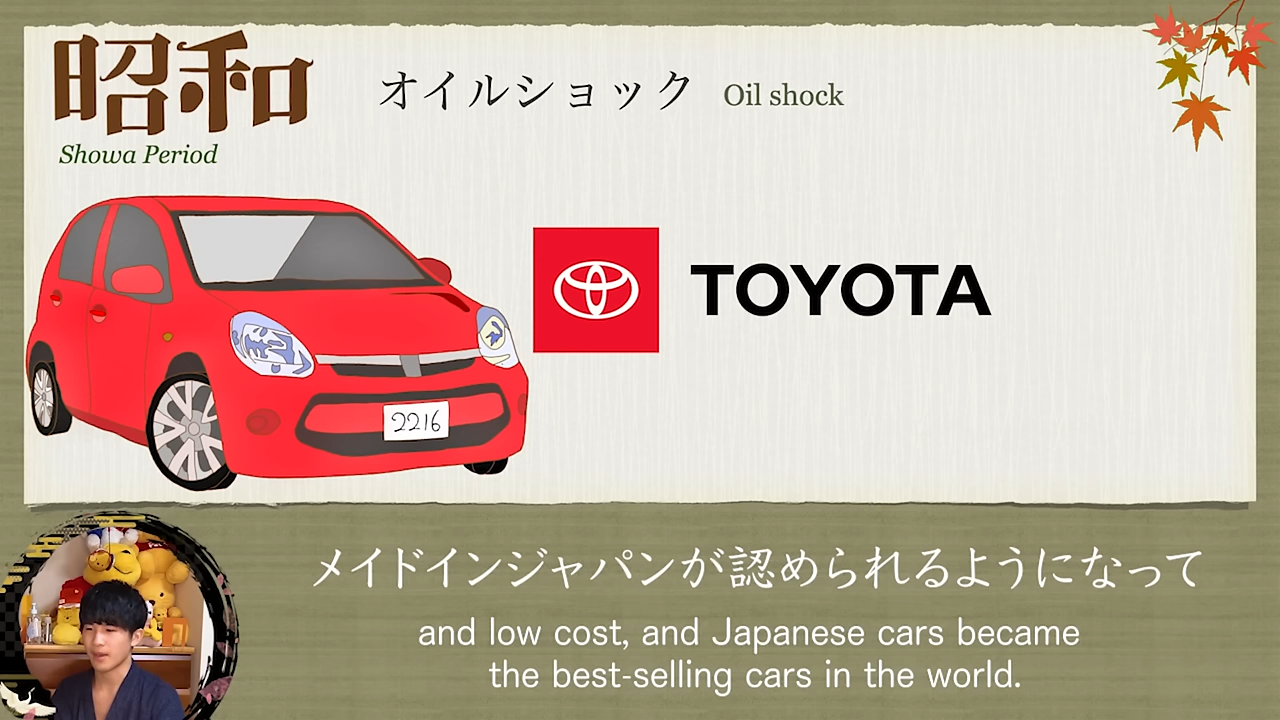 昭和
Showa Period
オイルショック Oil shock
TOYOTA
2216
メイドインジャパンが認められるようになって
and low cost, and Japanese cars became
the best-selling cars in the world.